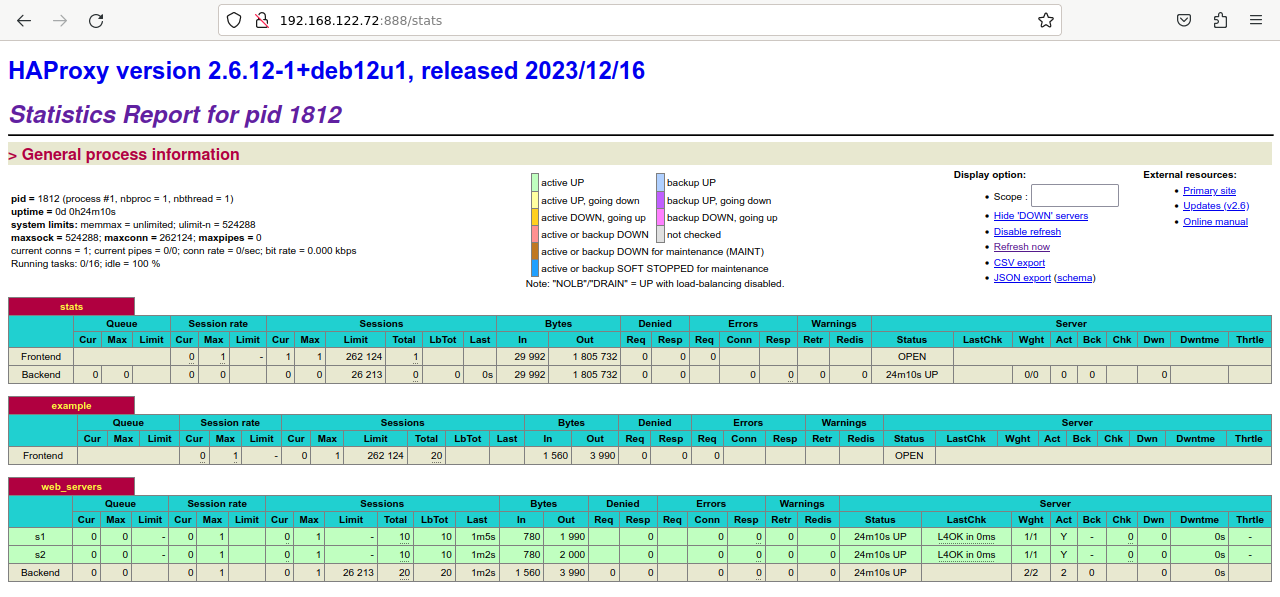 192.168.122.72:888/stats
HAProxy version 2.6.12-1+deb12u1, released 2023/12/16
Statistics Report for pid 1812
> General process information
pid = 1812 (process #1, nbproc = 1, nbthread = 1)
uptime = 0d 0h24m10s
system limits: memmax = unlimited; ulimit-n = 524288
maxsock = 524288; maxconn = 262124; maxpipes = 0
current conns = 1; current pipes = 0/0; conn rate = 0/sec; bit rate = 0.000 kbps
Running tasks: 0/16; idle = 100 %
active UP backup UP
active UP, going down backup UP, going down
active DOWN, going up backup DOWN, going up
active or backup DOWN not checked
active or backup DOWN for maintenance (MAINT)
active or backup SOFT STOPPED for maintenance
Note: "NOLB"/"DRAIN" = UP with load-balancing disabled.
Display option:
Scope :
Hide 'DOWN' servers
Disable refresh
Refresh now
CSV export
JSON export (schema)
External resources:
Primary site
Updates (v2.6)
Online manual
stats
Queue Session rate Sessions Bytes Denied Errors Warnings Server
Cur Max Limit Cur Max Limit Cur Max Limit Total LbTot Last In Out Req Resp Req Conn Resp Retr Redis Status LastChk Wght Act Bck Chk Dwn Dwntme Thrtle
Frontend 0 1 - 1 1 262 124 1 29 992 1 805 732 0 0 0 OPEN
Backend 0 0 0 0 0 0 26 213 0 0 0s 29 992 1 805 732 0 0 0 0 0 0 24m10s UP 0/0 0 0 0
example
Queue Session rate Sessions Bytes Denied Errors Warnings Server
Cur Max Limit Cur Max Limit Cur Max Limit Total LbTot Last In Out Req Resp Req Conn Resp Retr Redis Status LastChk Wght Act Bck Chk Dwn Dwntme Thrtle
Frontend 0 1 - 0 1 262 124 20 1 560 3 990 0 0 0 OPEN
web_servers
Queue Session rate Sessions Bytes Denied Errors Warnings Server
Cur Max Limit Cur Max Limit Cur Max Limit Total LbTot Last In Out Req Resp Req Conn Resp Retr Redis Status LastChk Wght Act Bck Chk Dwn Dwntme Thrtle
s1 0 0 - 0 1 0 1 - 10 10 1m5s 780 1 990 0 0 0 0 0 24m10s UP L4OK in 0ms 1/1 Y - 0 0 0s -
s2 0 0 - 0 1 0 1 - 10 10 1m2s 780 2 000 0 0 0 0 0 24m10s UP L4OK in 0ms 1/1 Y - 0 0 0s -
Backend 0 0 0 1 0 1 26 213 20 20 1m2s 1 560 3 990 0 0 0 0 0 0 24m10s UP 2/2 2 0 0 0s